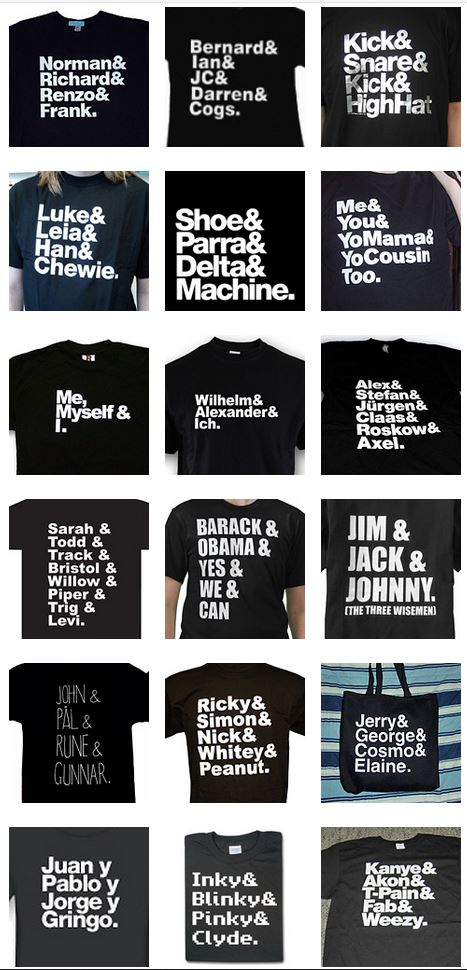 Norman&
Richard&
Renzo&
Frank.
Bernard&
Ian&
JC&
Darren&
Cogs.
Kick&
Snare&
Kick&
HighHat
Luke&
Leia&
Han&
Chewie.
Shoe&
Parra&
Delta&
Machine.
Me&
You&
YoMama&
YoCousin
Too.
Me,
Myself &
I.
Wilhelm&
Alexander&
Ich.
Alex&
Stefan&
Jürgen&
Claas&
Roskow&
Axel.
Sarah &
Todd &
Track &
Bristol &
Willow &
Piper &
Trig &
Levi.
BARACK &
OBAMA &
YES &
WE &
CAN
JIM &
JACK &
JOHNNY.
(THE THREE WISEMEN)
JOHN &
PÅL &
RUNE &
GUNNAR.
Ricky&
Simon&
Nick&
Whitey&
Peanut.
Jerry&
George&
Cosmo&
Elaine.
Juan y
Pablo y
Jorge y
Gringo.
Inky&
Blinky&
Pinky&
Clyde.
Kanye&
Akon&
T-Pain&
Fab&
Weezy.